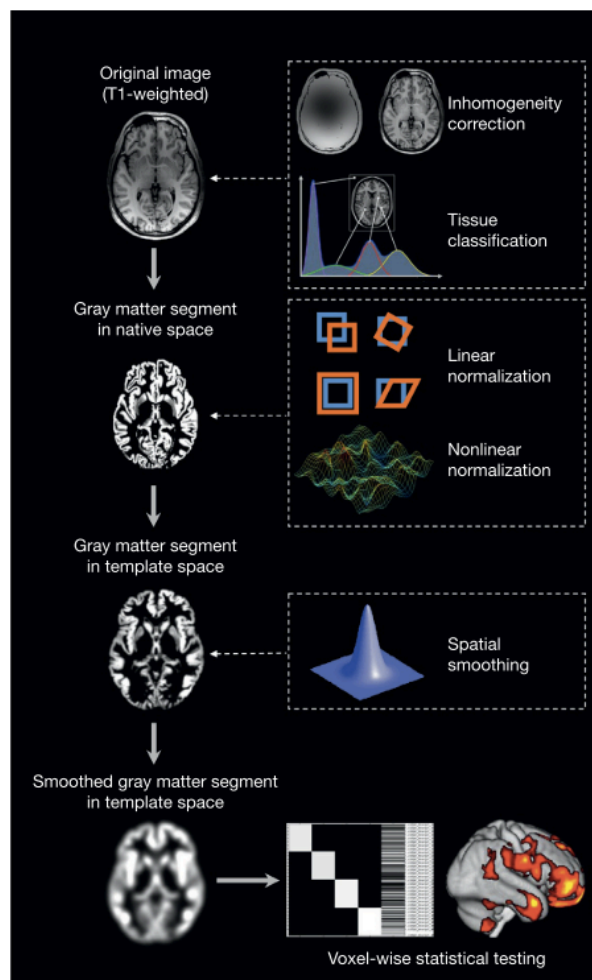 Original image
(T1-weighted)
Inhomogeneity
correction
Tissue
classification
Gray matter segment
in native space
Linear
normalization
Nonlinear
normalization
Gray matter segment
in template space
Spatial
smoothing
Smoothed gray matter segment
in template space
Voxel-wise statistical testing